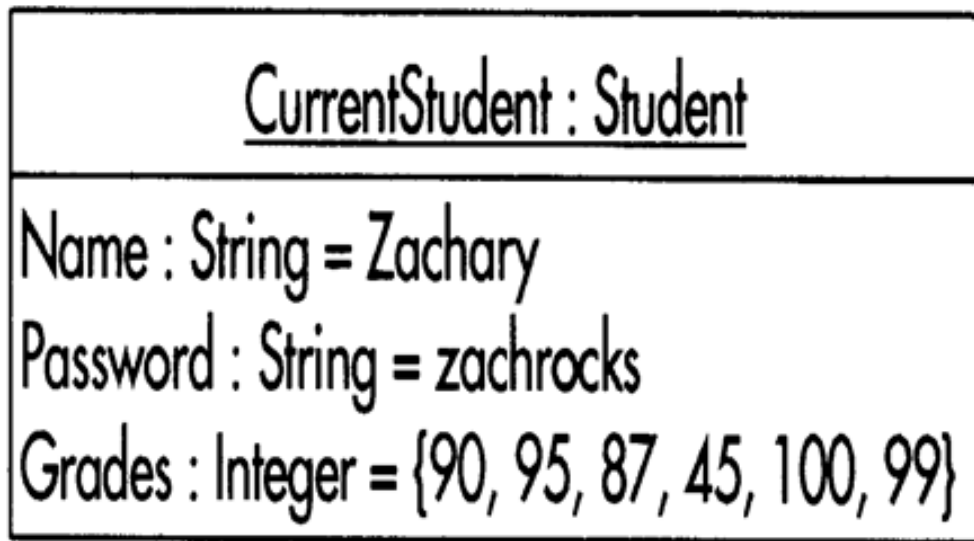 CurrentStudent : Student
Name : String = Zachary
Password : String = zachrocks
Grades : Integer = {90, 95, 87, 45, 100, 99}